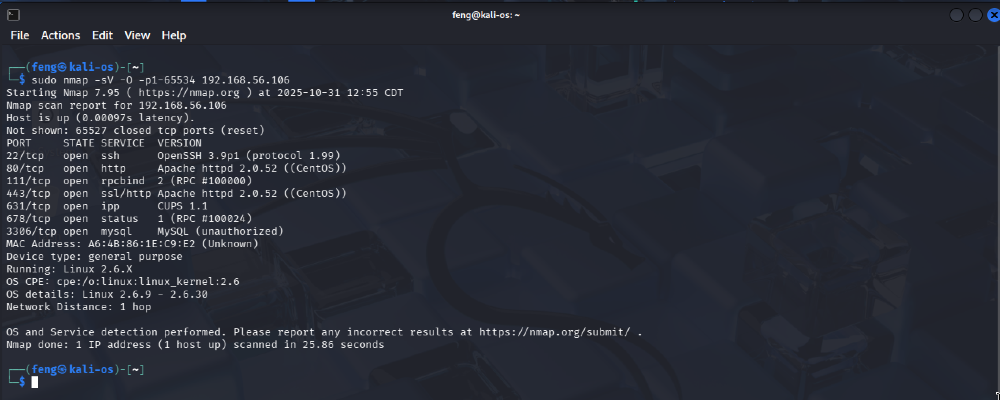 feng@kali-os: ~
File Actions Edit View Help
┌──(feng㉿kali-os)-[~]
└─$ sudo nmap -sV -O -p1-65534 192.168.56.106
Starting Nmap 7.95 ( https://nmap.org ) at 2025-10-31 12:55 CDT
Nmap scan report for 192.168.56.106
Host is up (0.00097s latency).
Not shown: 65527 closed tcp ports (reset)
PORT     STATE SERVICE  VERSION
22/tcp   open  ssh      OpenSSH 3.9p1 (protocol 1.99)
80/tcp   open  http     Apache httpd 2.0.52 ((CentOS))
111/tcp  open  rpcbind  2 (RPC #100000)
443/tcp  open  ssl/http Apache httpd 2.0.52 ((CentOS))
631/tcp  open  ipp      CUPS 1.1
678/tcp  open  status   1 (RPC #100024)
3306/tcp open  mysql    MySQL (unauthorized)
MAC Address: A6:4B:86:1E:C9:E2 (Unknown)
Device type: general purpose
Running: Linux 2.6.X
OS CPE: cpe:/o:linux:linux_kernel:2.6
OS details: Linux 2.6.9 - 2.6.30
Network Distance: 1 hop
OS and Service detection performed. Please report any incorrect results at https://nmap.org/submit/ .
Nmap done: 1 IP address (1 host up) scanned in 25.86 seconds
┌──(feng㉿kali-os)-[~]
└─$